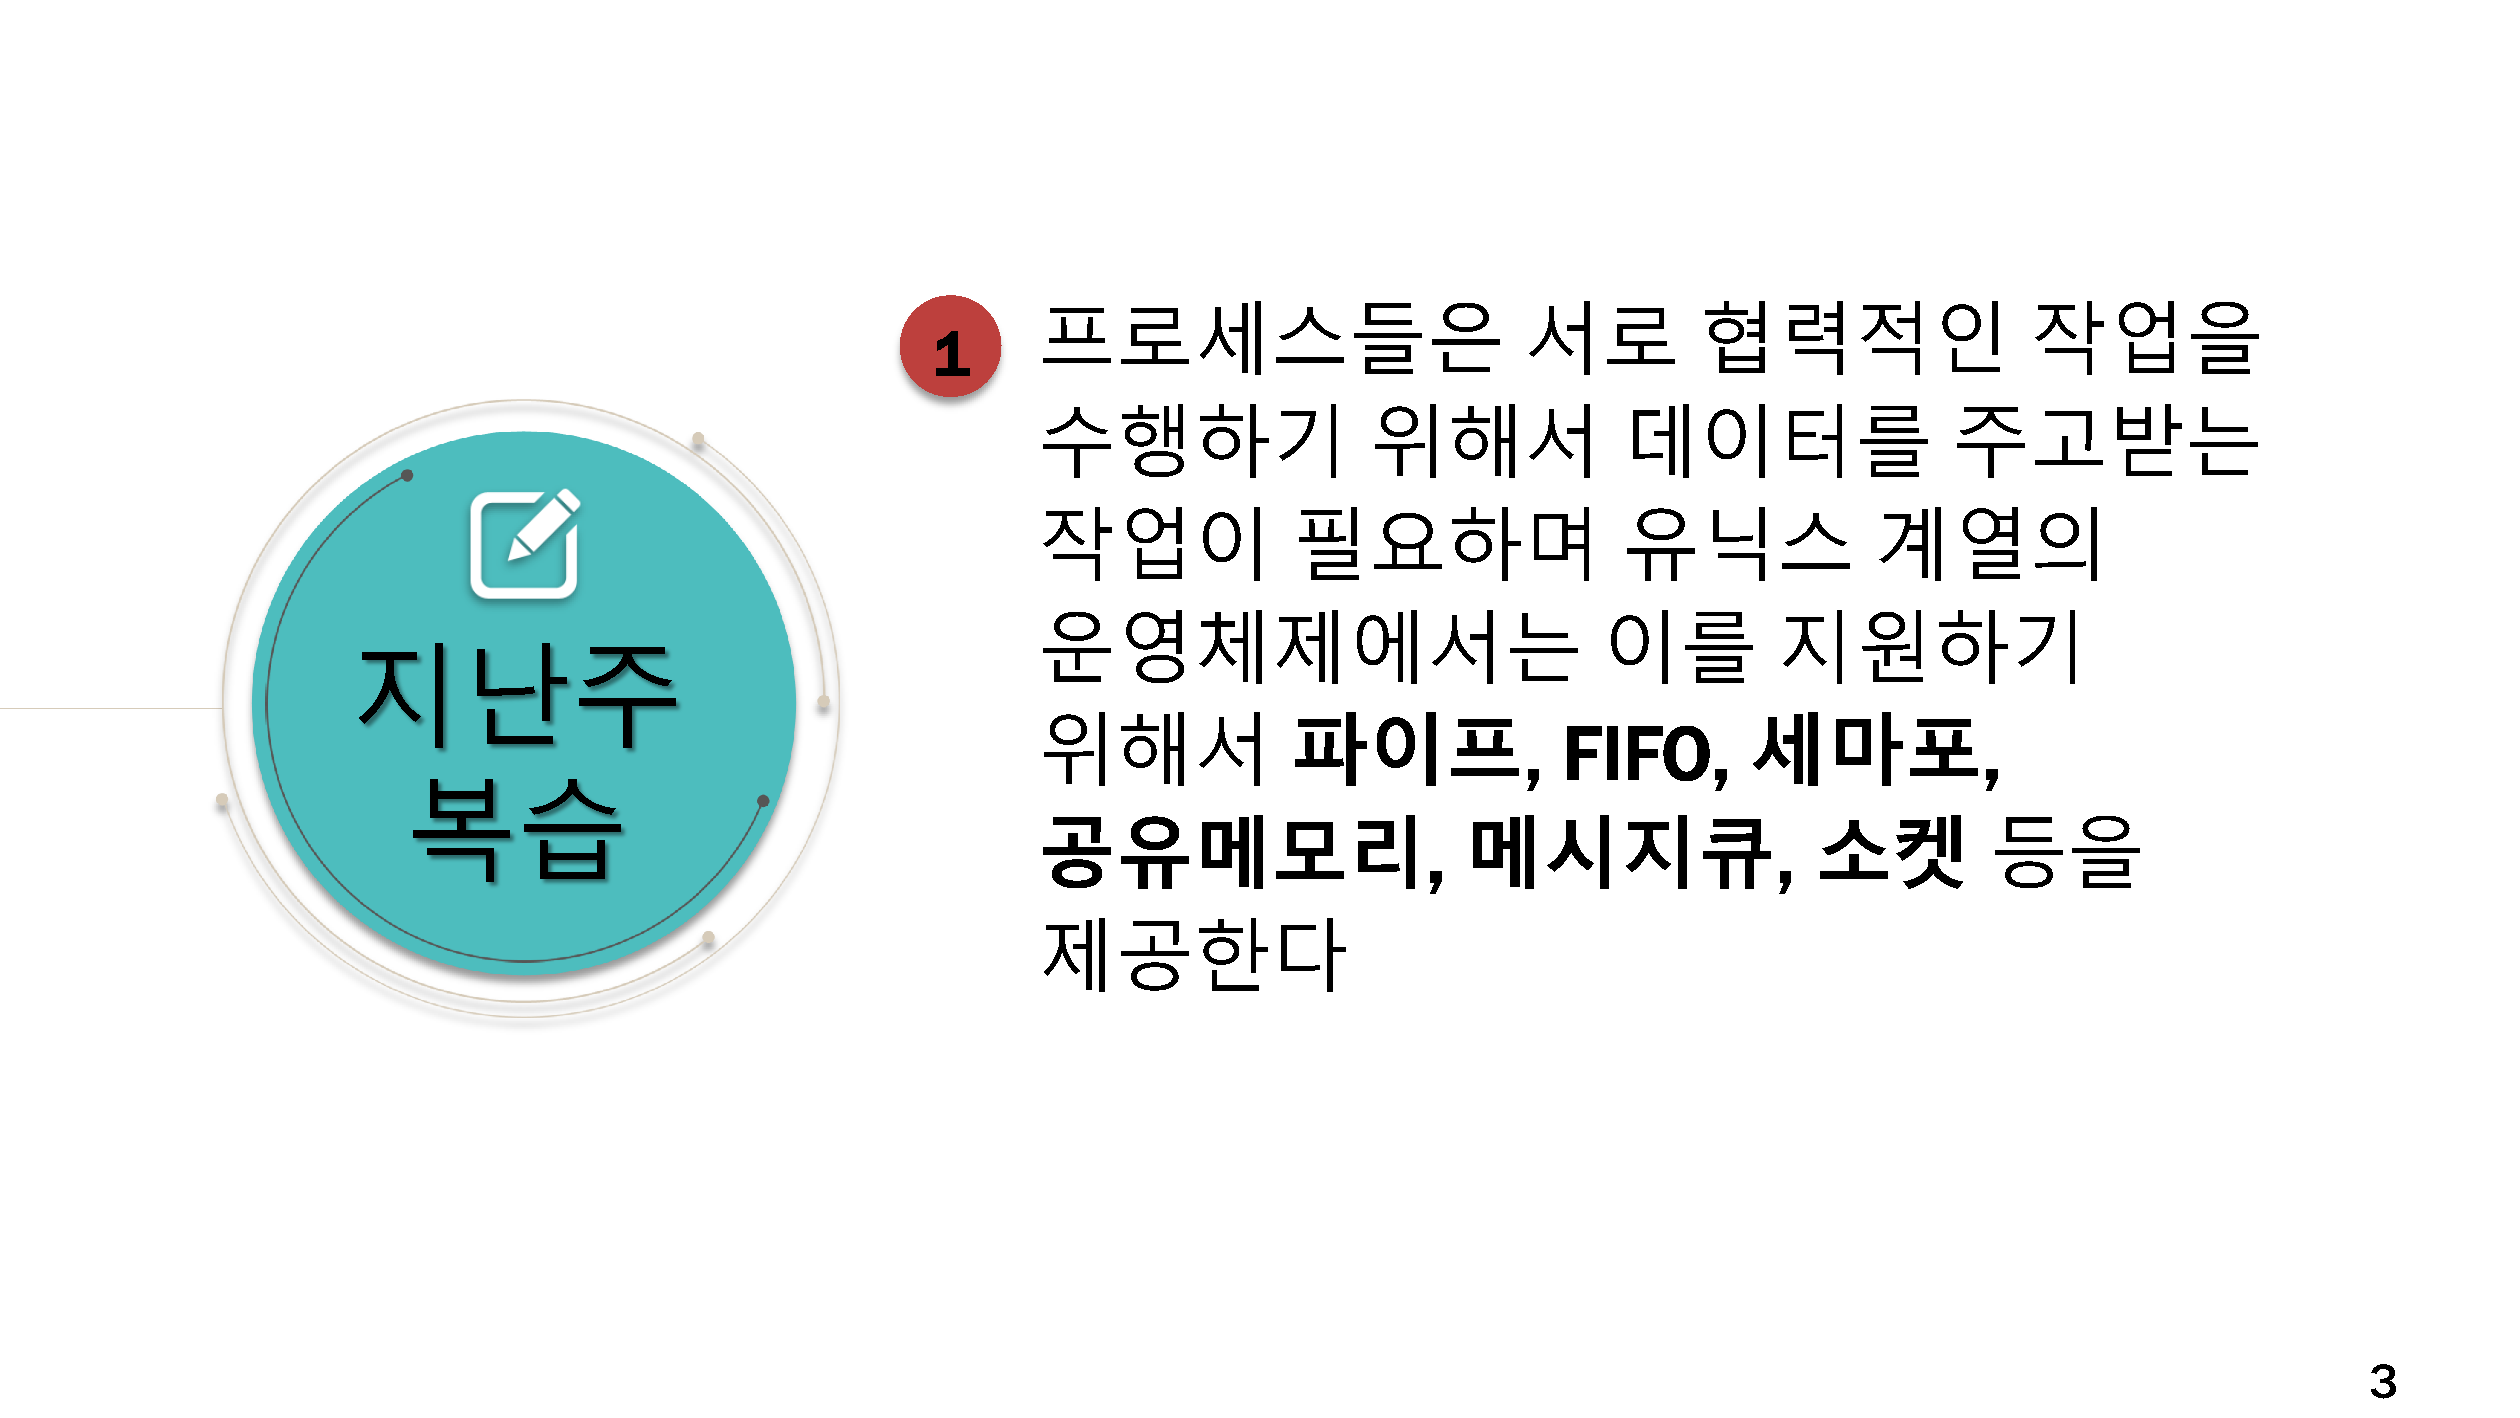 지난주
복습
1
프로세스들은 서로 협력적인 작업을
수행하기 위해서 데이터를 주고받는
작업이 필요하며 유닉스 계열의
운영체제에서는 이를 지원하기
위해서 파이프, FIFO, 세마포,
공유메모리, 메시지큐, 소켓 등을
제공한다
3